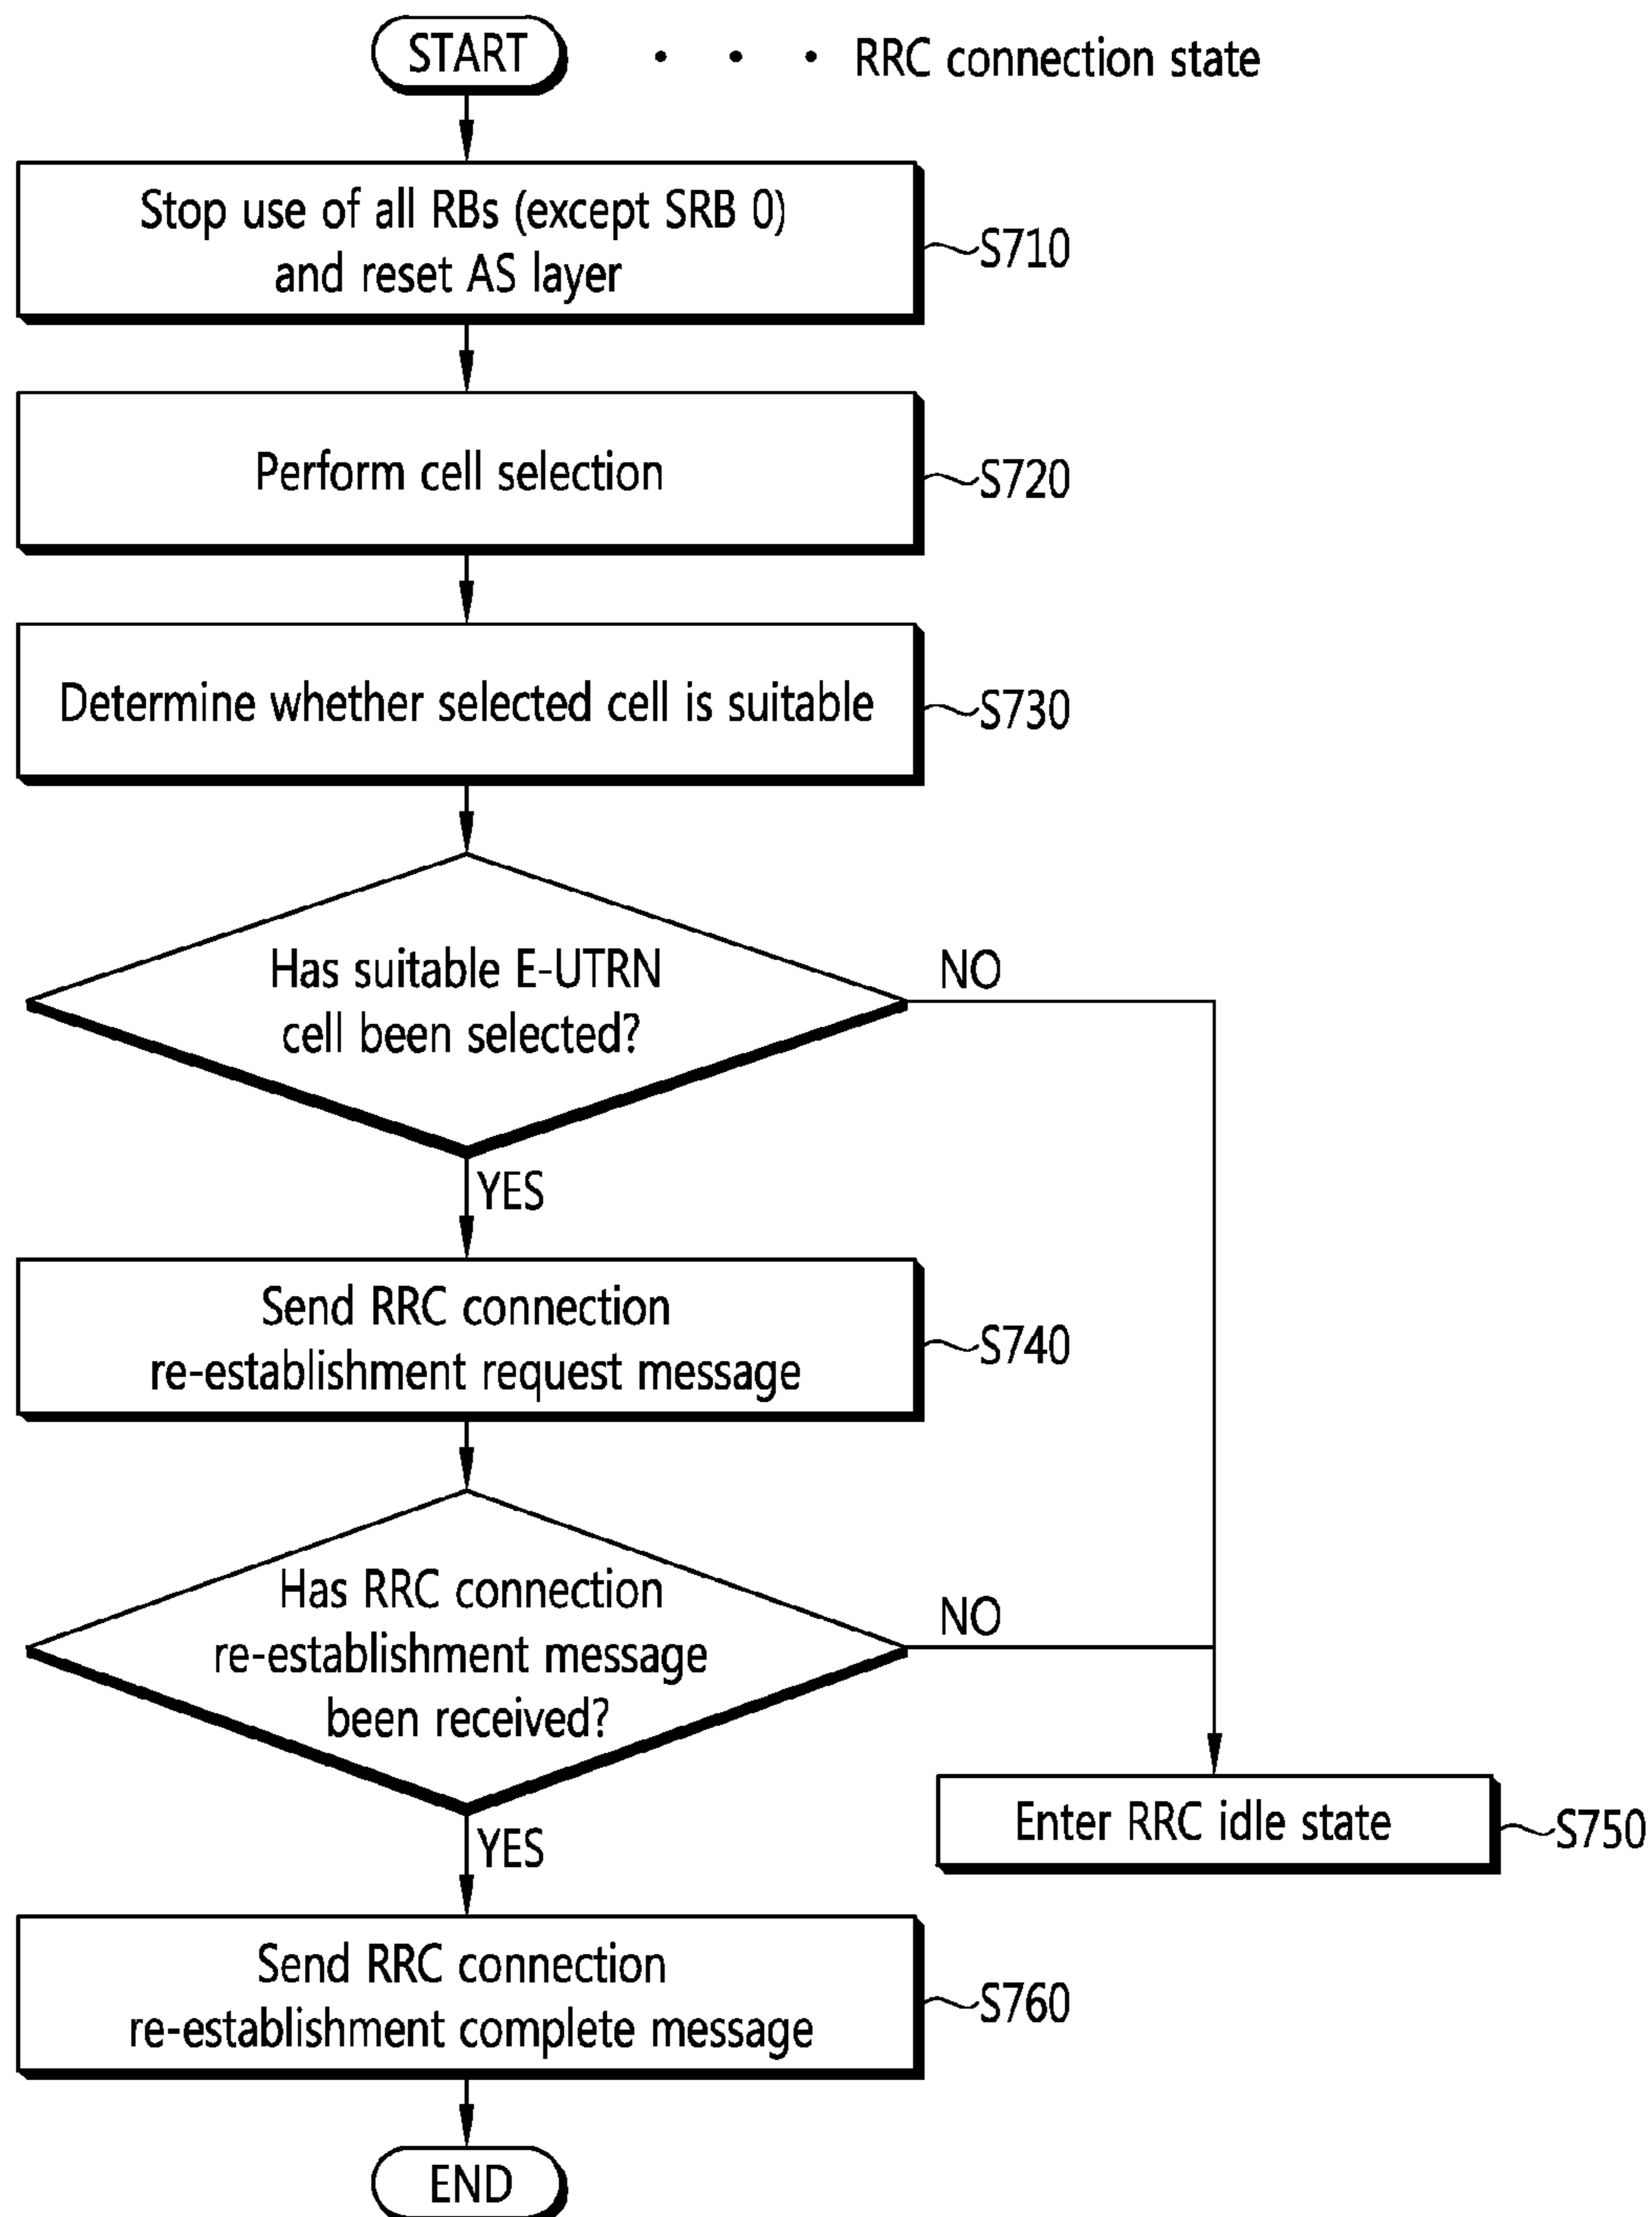 START
• • • RRC connection state
Stop use of all RBs (except SRB 0)
and reset AS layer
S710
Perform cell selection
S720
Determine whether selected cell is suitable
S730
Has suitable E-UTRN
cell been selected?
NO
YES
Send RRC connection
re-establishment request message
S740
Has RRC connection
re-establishment message
been received?
NO
YES
Enter RRC idle state
S750
Send RRC connection
re-establishment complete message
S760
END